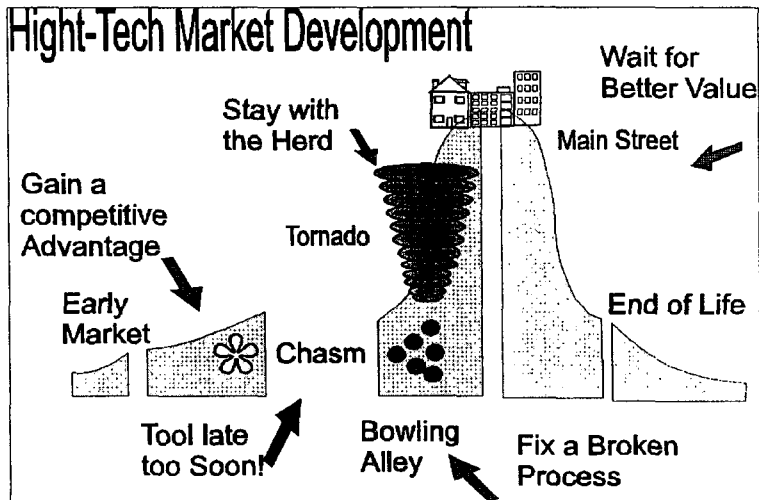 Hight-Tech Market Development
Wait for
Better Value
Stay with
the Herd
Main Street
Gain a
competitive
Advantage
Tornado
Early
Market
End of Life
Chasm
Tool late
too Soon!
Bowling
Alley
Fix a Broken
Process